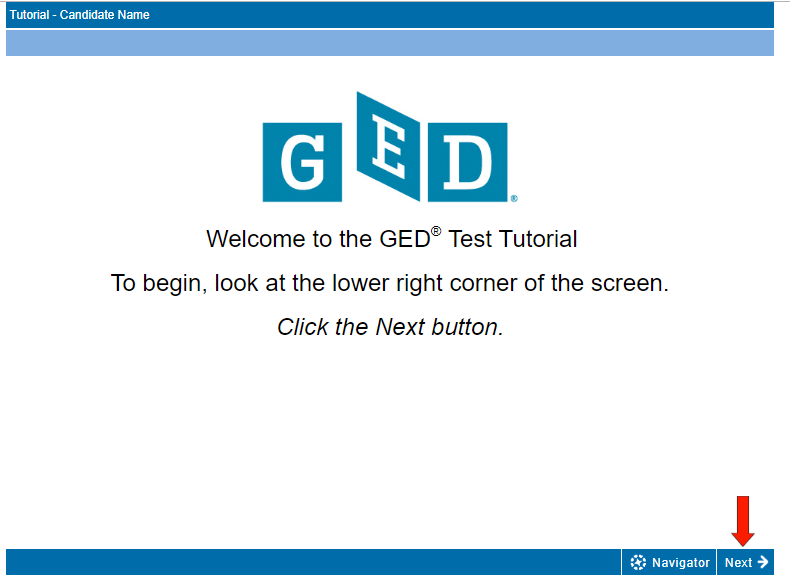 Tutorial - Candidate Name
GED®
Welcome to the GED® Test Tutorial
To begin, look at the lower right corner of the screen.
Click the Next button.
Navigator
Next